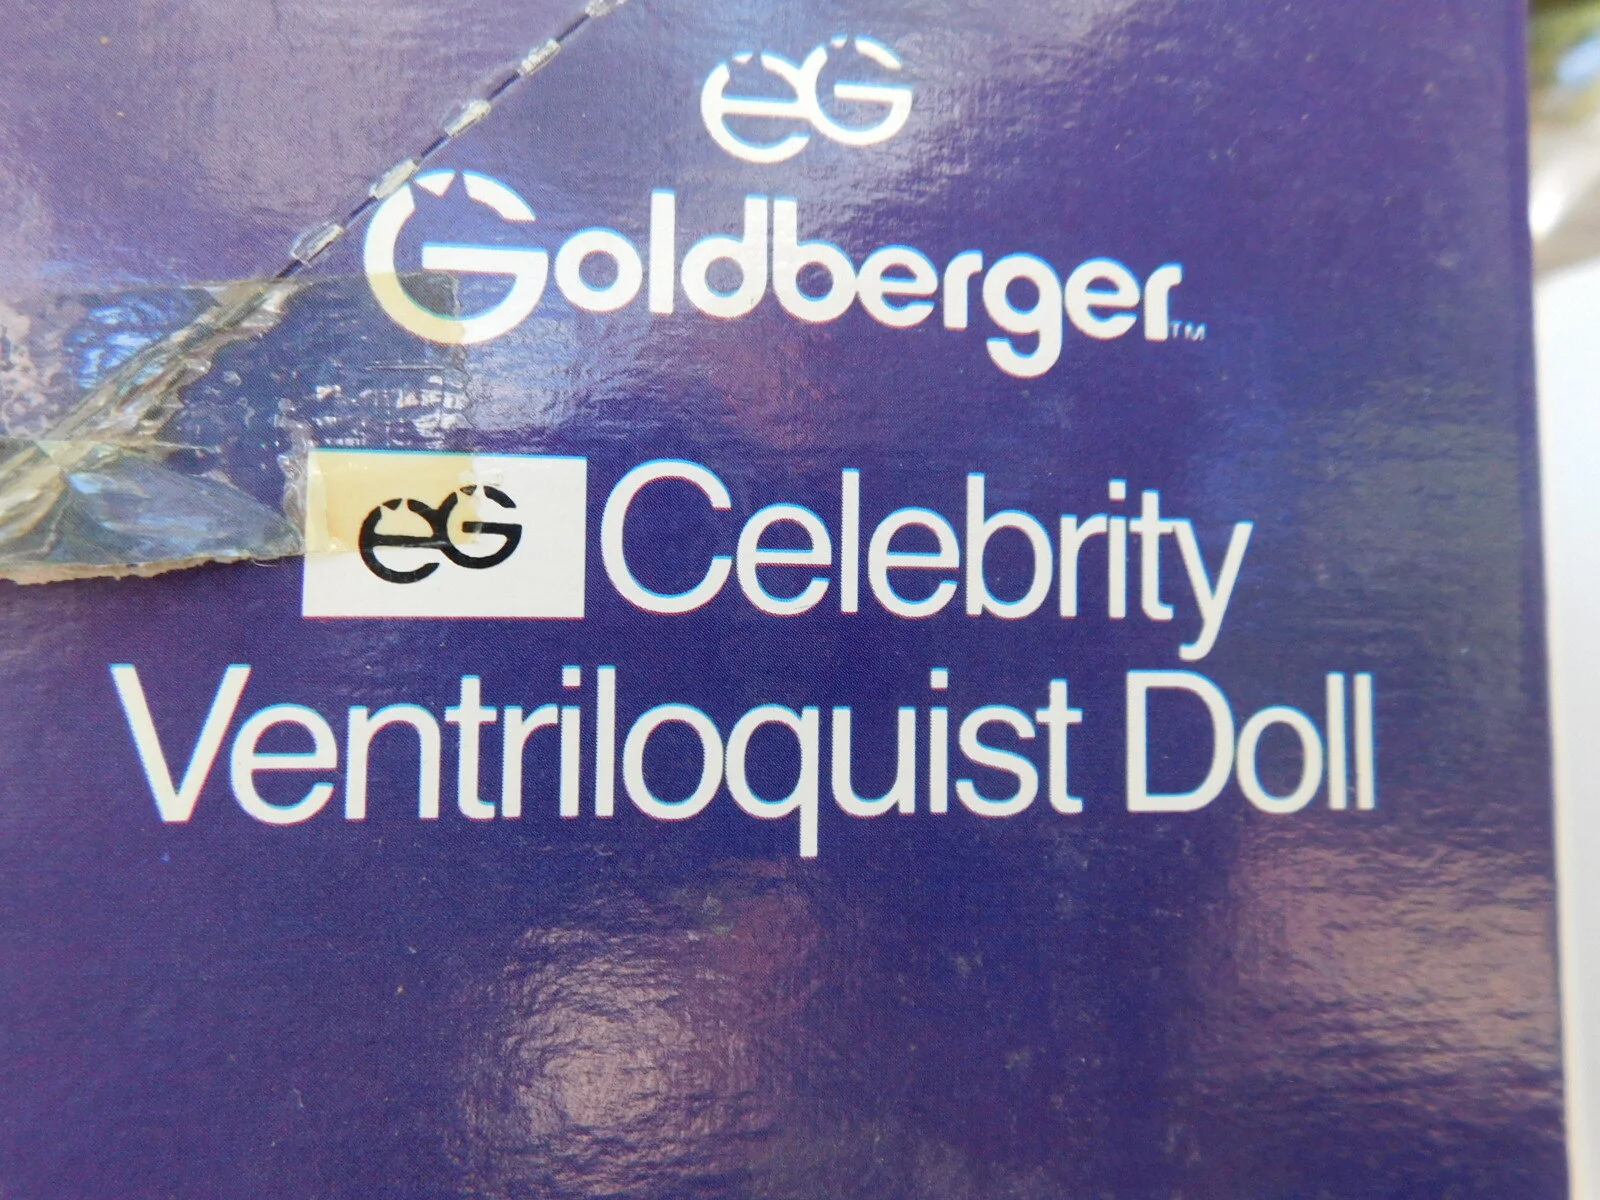 eG
Goldberger™
eG Celebrity
Ventriloquist Doll